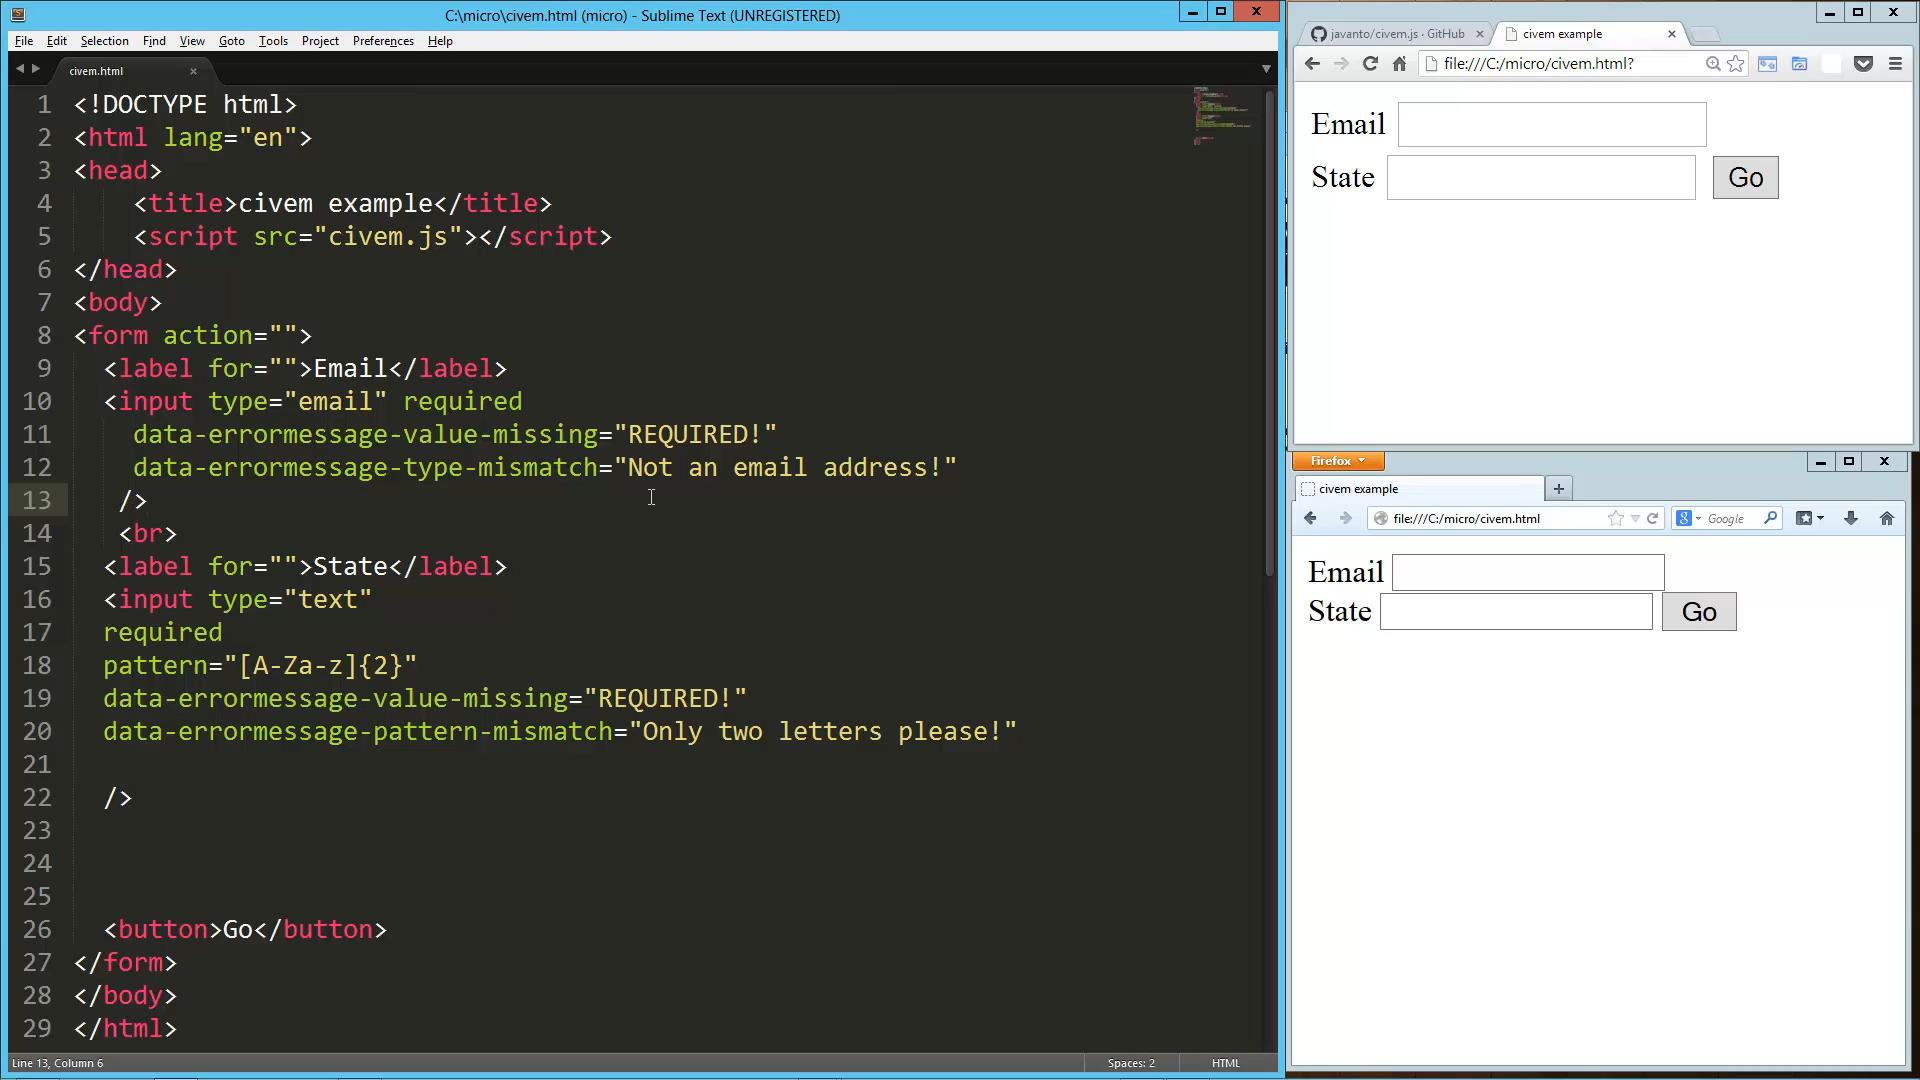 C:\micro\civem.html (micro) - Sublime Text (UNREGISTERED)
File Edit Selection Find View Goto Tools Project Preferences Help
civem.html
1 <!DOCTYPE html>
2 <html lang="en">
3 <head>
4 <title>civem example</title>
5 <script src="civem.js"></script>
6 </head>
7 <body>
8 <form action="">
9 <label for="">Email</label>
10 <input type="email" required
11 data-errormessage-value-missing="REQUIRED!"
12 data-errormessage-type-mismatch="Not an email address!"
13 />
14 <br>
15 <label for="">State</label>
16 <input type="text"
17 required
18 pattern="[A-Za-z]{2}"
19 data-errormessage-value-missing="REQUIRED!"
20 data-errormessage-pattern-mismatch="Only two letters please!"
21
22 />
23
24
25
26 <button>Go</button>
27 </form>
28 </body>
29 </html>
Line 13, Column 6
Spaces: 2
HTML
javanto/civem.js · GitHub
civem example
file:///C:/micro/civem.html?
Email
State Go
Firefox
civem example
file:///C:/micro/civem.html
Google
Email
State Go